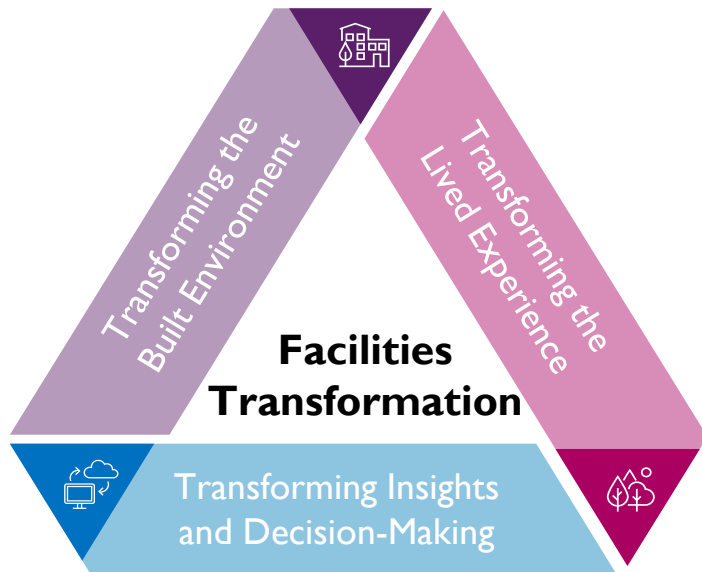 Transforming the
Built Environment
Transforming the
Lived Experience
Facilities
Transformation
Transforming Insights
and Decision-Making